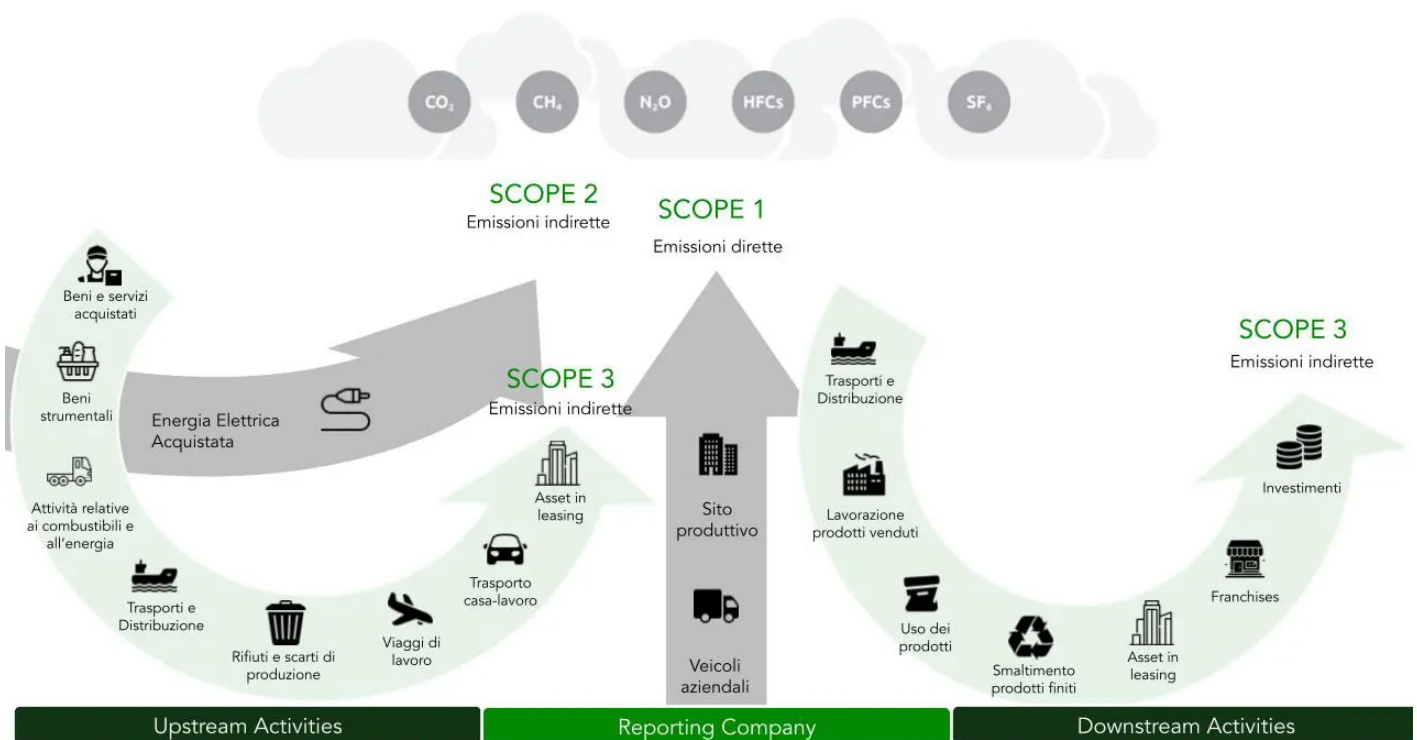 CO₂
CH₄
N₂O
HFCs
PFCs
SF₆
SCOPE 2
Emissioni indirette
SCOPE 1
Emissioni dirette
Beni e servizi
acquistati
Beni
strumentali
Attività relative
ai combustibili e
all'energia
Trasporti e
Distribuzione
Rifiuti e scarti di
produzione
Viaggi di
lavoro
Trasporto
casa-lavoro
Asset in
leasing
SCOPE 3
Emissioni indirette
Energia Elettrica
Acquistata
Sito
produttivo
Veicoli
aziendali
Trasporti e
Distribuzione
Lavorazione
prodotti venduti
Uso dei
prodotti
Smaltimento
prodotti finiti
Asset in
leasing
Franchises
Investimenti
SCOPE 3
Emissioni indirette
Upstream Activities
Reporting Company
Downstream Activities